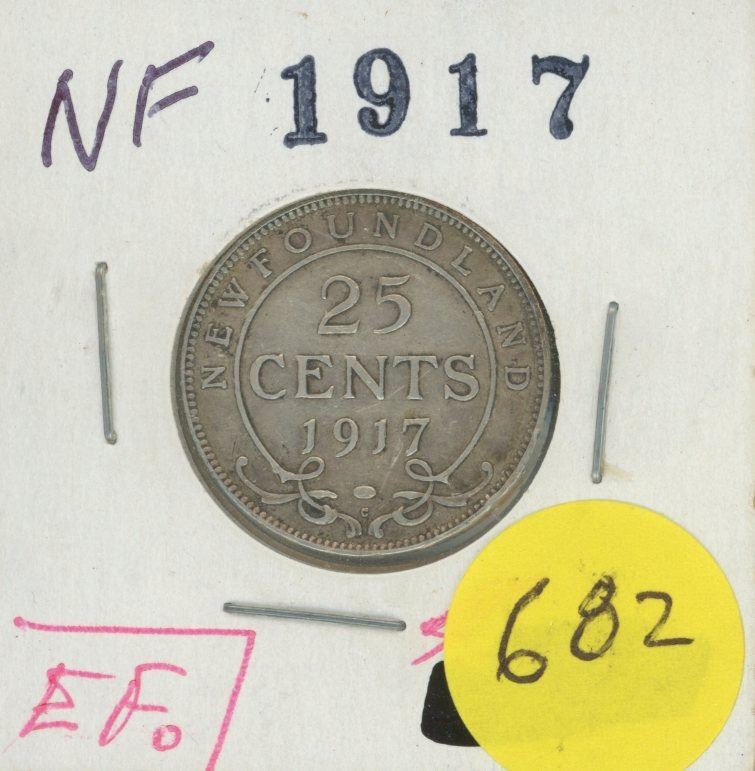 NF 1917
NEWFOUNDLAND
25
CENTS
1917
C
EF.
682